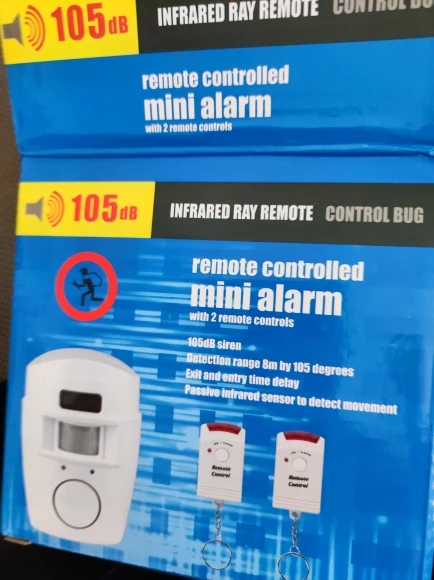 105dB
INFRARED RAY REMOTE CONTROL BUG
remote controlled
mini alarm
with 2 remote controls
105dB
INFRARED RAY REMOTE CONTROL BUG
remote controlled
mini alarm
with 2 remote controls
105dB siren
Detection range 8m by 105 degrees
Exit and entry time delay
Passive infrared sensor to detect movement
Remote
Control
Remote
Control